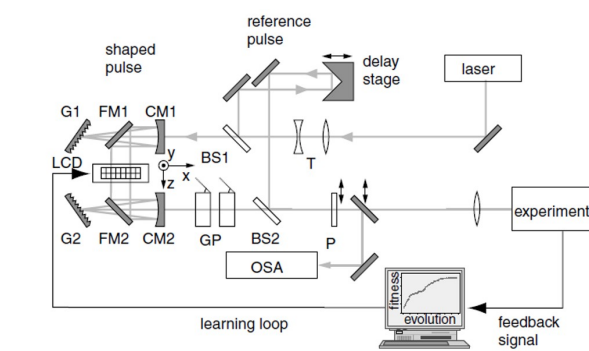 reference
pulse
shaped
pulse
delay
stage
laser
G1 FM1 CM1
T
LCD
y
BS1
x
z
G2 FM2 CM2 GP BS2 P
experiment
OSA
fitness
evolution
learning loop
feedback
signal